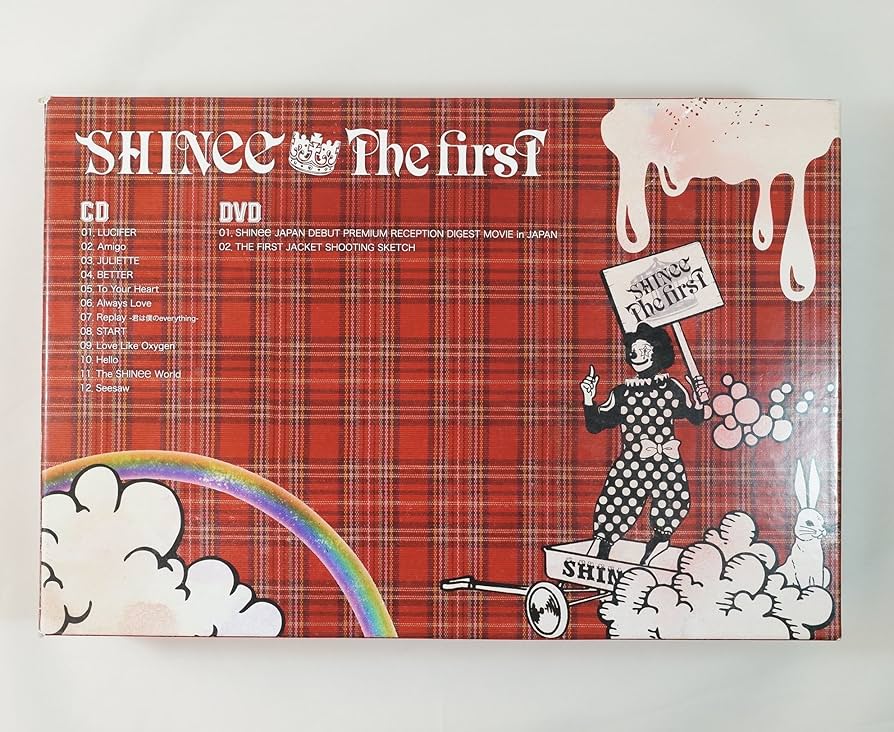 SHINee The first
CD
01. LUCIFER
02. Amigo
03. JULIETTE
04. BETTER
05. To Your Heart
06. Always Love
07. Replay -君は僕のeverything-
08. START
09. Love Like Oxygen
10. Hello
11. The SHINee World
12. Seesaw
DVD
01. SHINee JAPAN DEBUT PREMIUM RECEPTION DIGEST MOVIE in JAPAN
02. THE FIRST JACKET SHOOTING SKETCH
SHINee
The first
SHIN